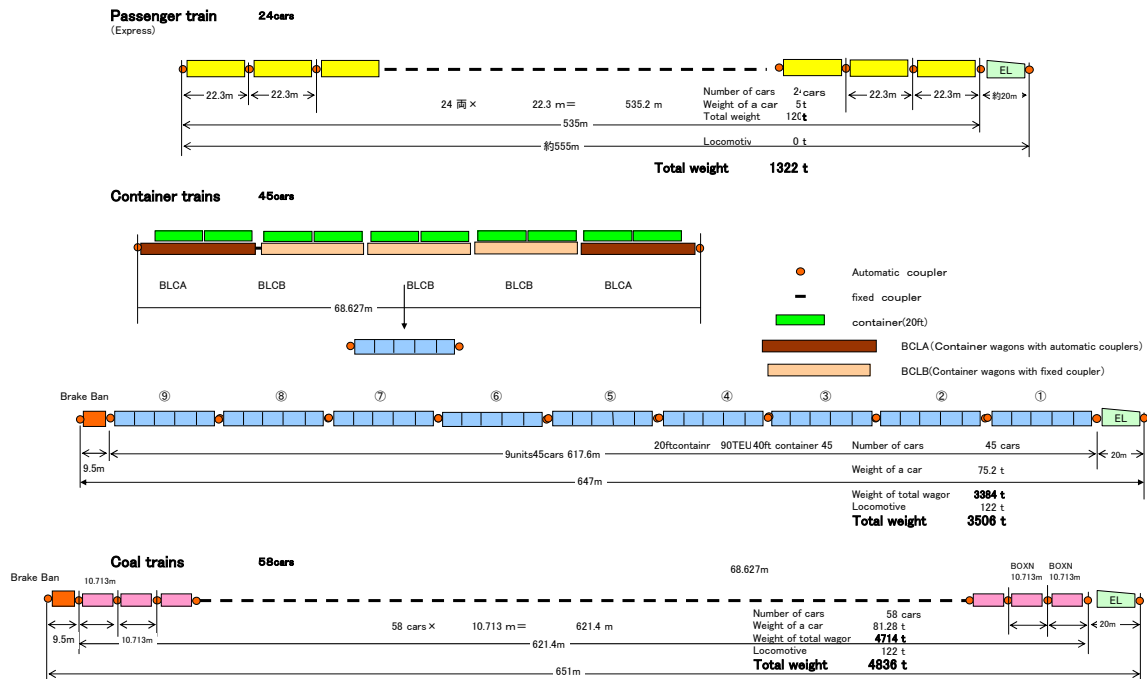 Passenger train 24cars
(Express)
EL
22.3m 22.3m 22.3m 22.3m 約20m
24 両× 22.3 m= 535.2 m
Number of cars cars
Weight of a car 5t
Total weight 120t
535m
Locomotiv 0 t
約555m
Total weight 1322 t
Container trains 45cars
BLCA BLCB BLCB BLCB BLCA
68.627m
Automatic coupler
fixed coupler
container(20ft)
BCLA(Container wagons with automatic couplers)
BCLB(Container wagons with fixed coupler)
Brake Ban ⑨ ⑧ ⑦ ⑥ ⑤ ④ ③ ② ①
EL
20ftcontainr 90TEU 40ft container 45
Number of cars 45 cars
9.5m 9units45cars 617.6m 20m
Weight of a car 75.2 t
647m
Weight of total wagor 3384 t
Locomotive 122 t
Total weight 3506 t
Coal trains 58cars
68.627m
BOXN BOXN
Brake Ban 10.713m 10.713m 10.713m
EL
Number of cars 58 cars
58 cars× 10.713 m= 621.4 m
Weight of a car 81.28 t
9.5m 10.713m 20m
Weight of total wagor 4714 t
621.4m
Locomotive 122 t
Total weight 4836 t
651m